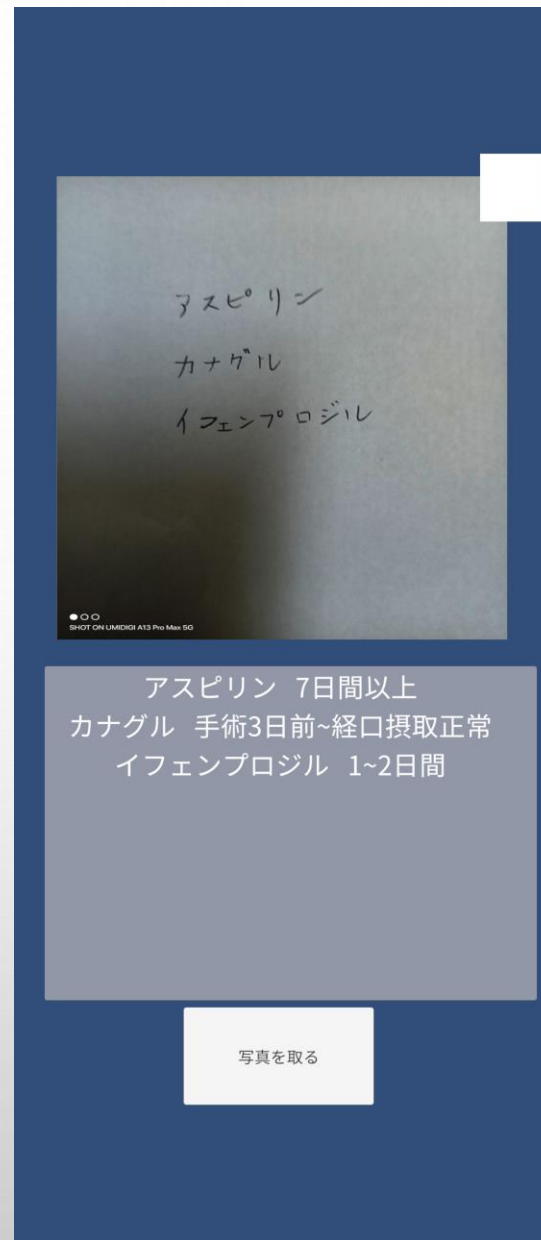 アスピリン
カナグル
イフェンプロジル
SHOT ON UMIDIGI A13 Pro Max 5G
アスピリン 7日間以上
カナグル 手術3日前~経口摂取正常
イフェンプロジル 1~2日間
写真を取る